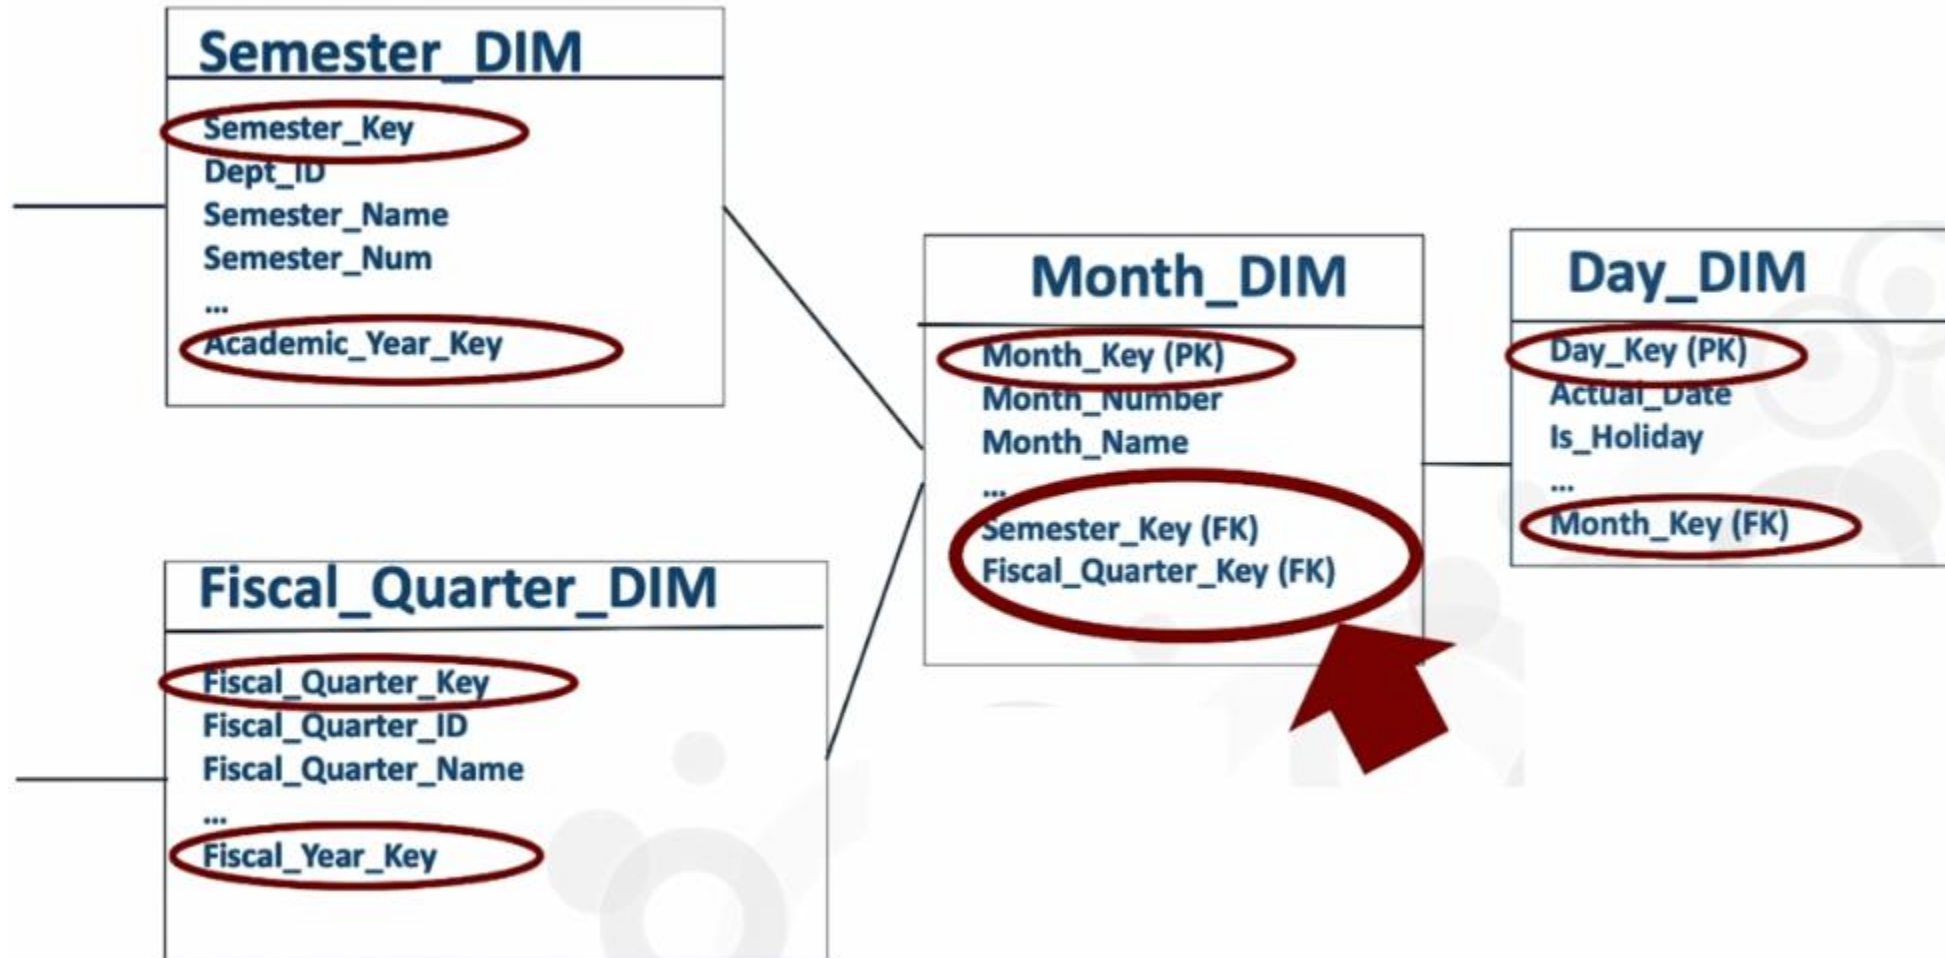 Semester_DIM
Semester_Key
Dept_ID
Semester_Name
Semester_Num
...
Academic_Year_Key
Fiscal_Quarter_DIM
Fiscal_Quarter_Key
Fiscal_Quarter_ID
Fiscal_Quarter_Name
...
Fiscal_Year_Key
Month_DIM
Month_Key (PK)
Month_Number
Month_Name
...
Semester_Key (FK)
Fiscal_Quarter_Key (FK)
Day_DIM
Day_Key (PK)
Actual_Date
Is_Holiday
...
Month_Key (FK)